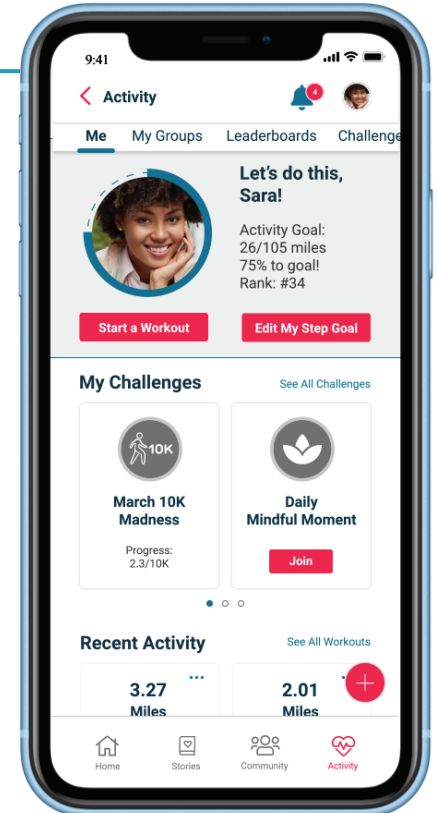 9:41
Activity
4
Me My Groups Leaderboards Challenge
Let's do this,
Sara!
Activity Goal:
26/105 miles
75% to goal!
Rank: #34
Start a Workout
Edit My Step Goal
My Challenges
See All Challenges
10K
March 10K
Madness
Progress:
2.3/10K
Daily
Mindful Moment
Join
Recent Activity
See All Workouts
3.27
Miles
2.01
Miles
Home Stories Community Activity